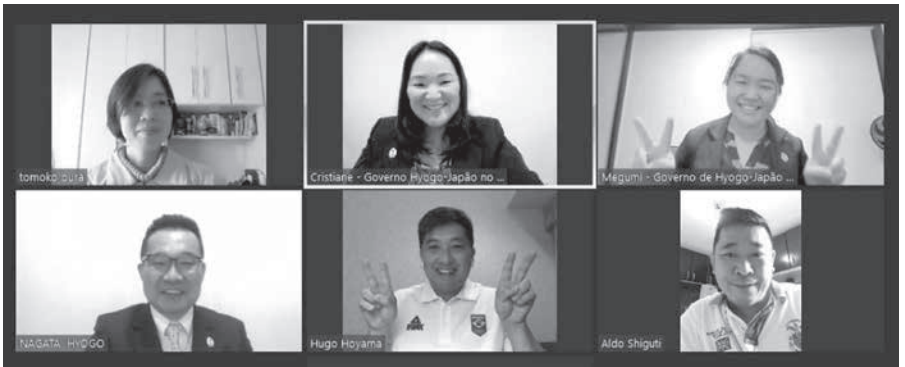 tomoko oura
Cristiane - Governo Hyogo-Japão no ...
Megumi - Governo de Hyogo-Japão ...
NAGATA, HYOGO
Hugo Hoyama
Aldo Shiguti